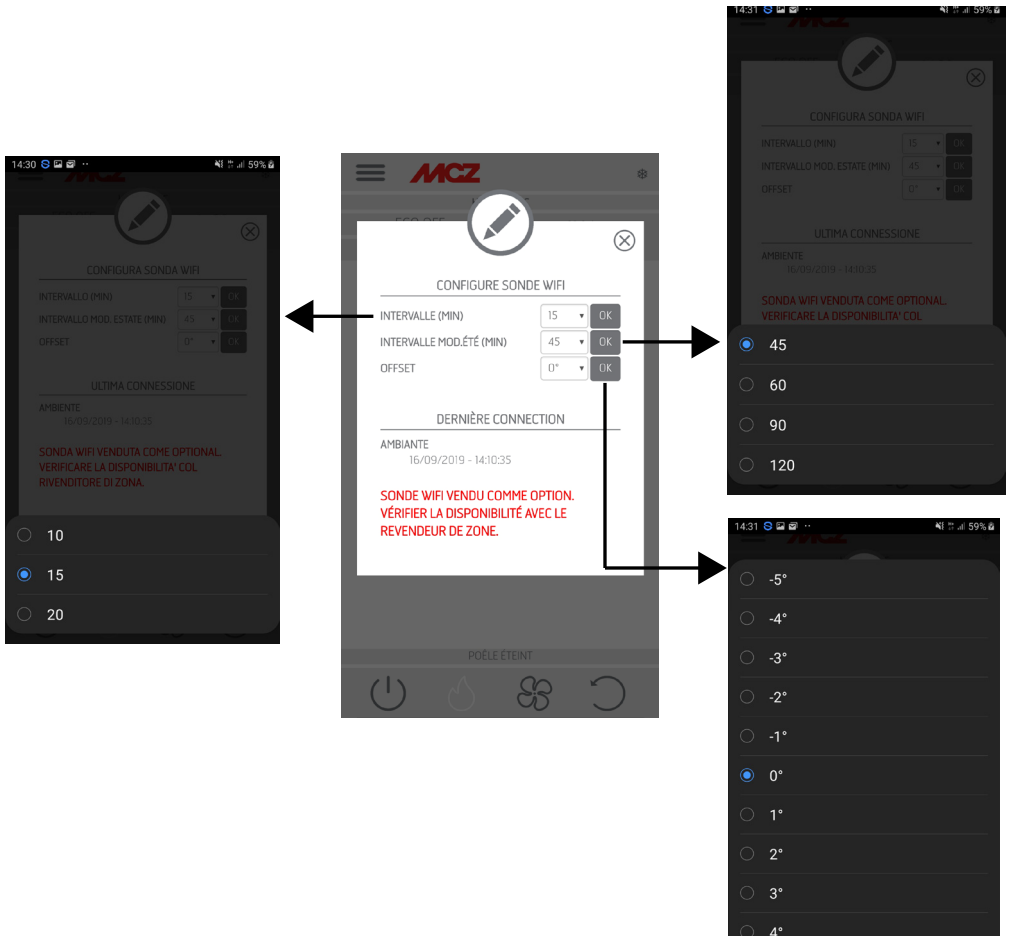 14:30 59%
MCZ
CONFIGURA SONDA WIFI
INTERVALLO (MIN) 15 OK
INTERVALLO MOD. ESTATE (MIN) 45 OK
OFFSET 0° OK
ULTIMA CONNESSIONE
AMBIENTE
16/09/2019 - 14:10:35
SONDA WIFI VENDUTA COME OPTIONAL.
VERIFICARE LA DISPONIBILITA' COL
RIVENDITORE DI ZONA.
10
15
20
MCZ
CONFIGURE SONDE WIFI
INTERVALLE (MIN) 15 OK
INTERVALLE MOD.ÉTÉ (MIN) 45 OK
OFFSET 0° OK
DERNIÈRE CONNECTION
AMBIANTE
16/09/2019 - 14:10:35
SONDE WIFI VENDU COMME OPTION.
VÉRIFIER LA DISPONIBILITÉ AVEC LE
REVENDEUR DE ZONE.
POÊLE ÉTEINT
14:31 59%
MCZ
CONFIGURA SONDA WIFI
INTERVALLO (MIN) 15 OK
INTERVALLO MOD. ESTATE (MIN) 45 OK
OFFSET 0° OK
ULTIMA CONNESSIONE
AMBIENTE
16/09/2019 - 14:10:35
SONDA WIFI VENDUTA COME OPTIONAL.
VERIFICARE LA DISPONIBILITA' COL
45
60
90
120
14:31 59%
MCZ
-5°
-4°
-3°
-2°
-1°
0°
1°
2°
3°
4°